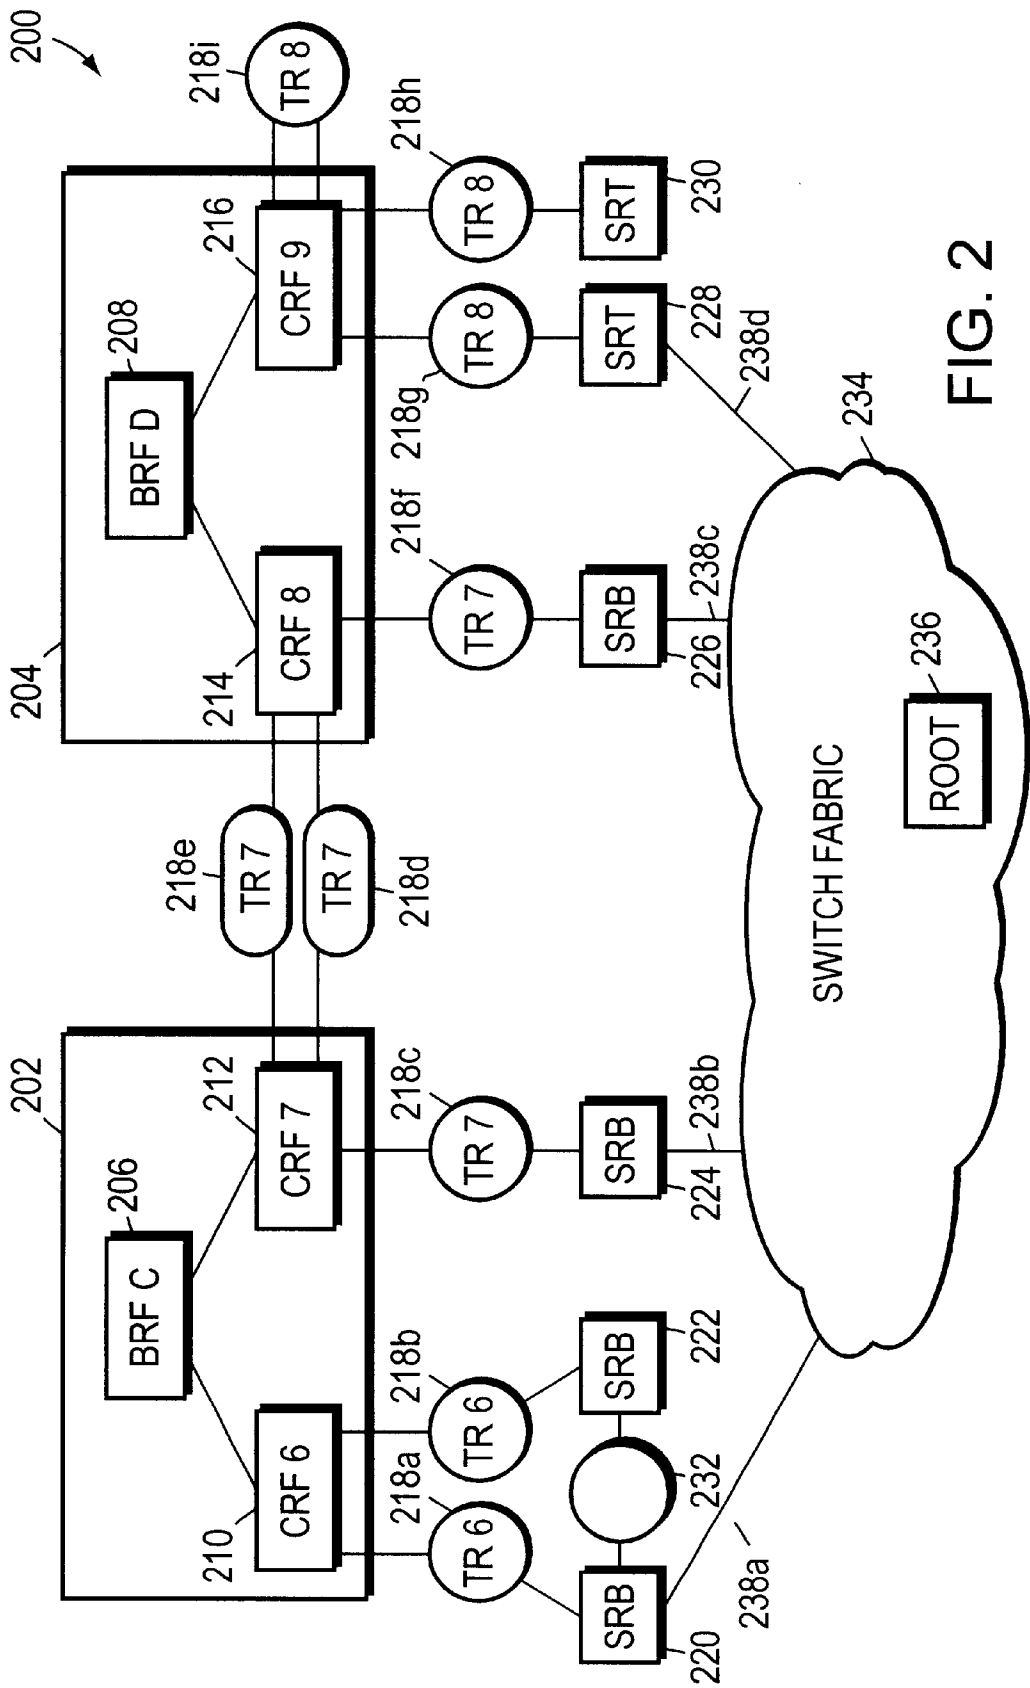 200
202
204
206
208
BRF C
BRF D
210
212
214
216
CRF 6
CRF 7
CRF 8
CRF 9
218e
TR 7
TR 7
218d
218i
TR 8
218a
TR 6
218b
TR 6
218c
TR 7
218f
TR 7
218g
TR 8
218h
TR 8
SRB
220
232
SRB
222
SRB
224
SRB
226
SRT
228
SRT
230
238a
238b
238c
238d
234
SWITCH FABRIC
ROOT
236
FIG. 2